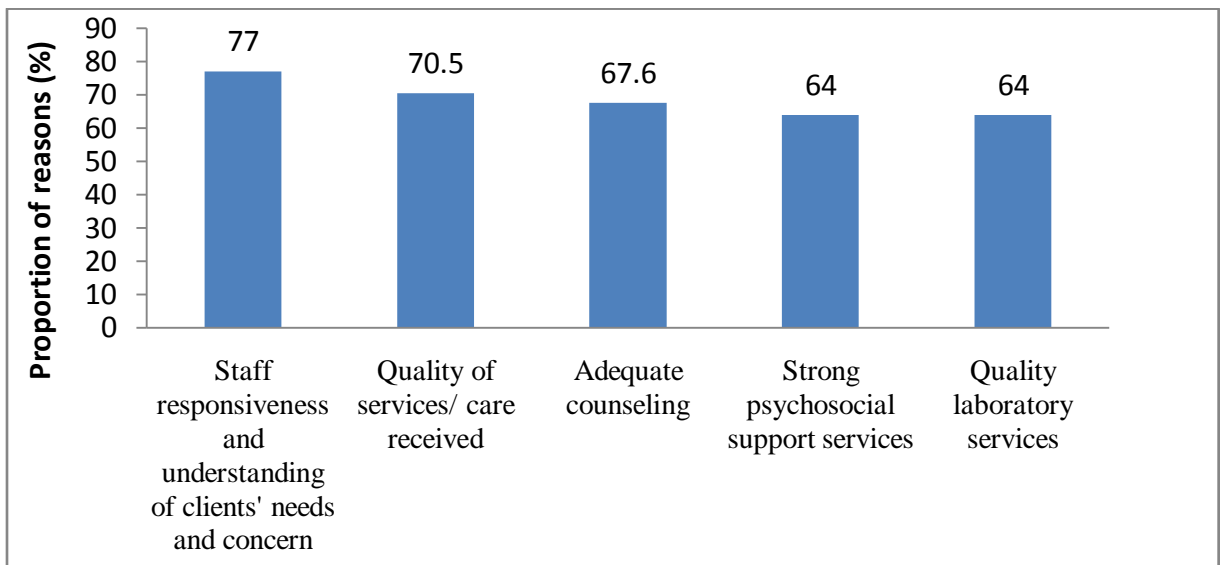 Proportion of reasons (%)
90
80
70
60
50
40
30
20
10
0
77
70.5
67.6
64
64
Staff
responsiveness
and
understanding
of clients' needs
and concern
Quality of
services/ care
received
Adequate
counseling
Strong
psychosocial
support services
Quality
laboratory
services